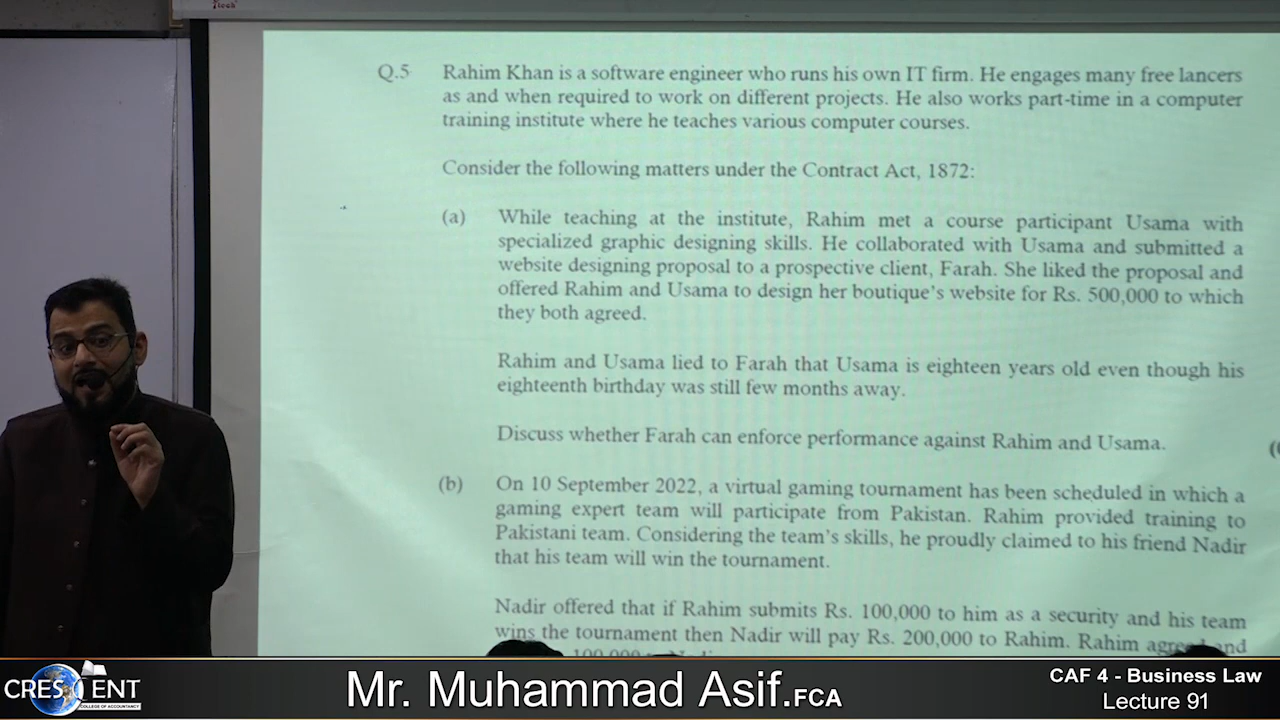 Q.5 Rahim Khan is a software engineer who runs his own IT firm. He engages many free lancers
as and when required to work on different projects. He also works part-time in a computer
training institute where he teaches various computer courses.
Consider the following matters under the Contract Act, 1872:
(a) While teaching at the institute, Rahim met a course participant Usama with
specialized graphic designing skills. He collaborated with Usama and submitted a
website designing proposal to a prospective client, Farah. She liked the proposal and
offered Rahim and Usama to design her boutique's website for Rs. 500,000 to which
they both agreed.
Rahim and Usama lied to Farah that Usama is eighteen years old even though his
eighteenth birthday was still few months away.
Discuss whether Farah can enforce performance against Rahim and Usama.
(b) On 10 September 2022, a virtual gaming tournament has been scheduled in which a
gaming expert team will participate from Pakistan. Rahim provided training to
Pakistani team. Considering the team's skills, he proudly claimed to his friend Nadir
that his team will win the tournament.
Nadir offered that if Rahim submits Rs. 100,000 to him as a security and his team
wins the tournament then Nadir will pay Rs. 200,000 to Rahim. Rahim agreed and
CRESCENT
COLLEGE OF ACCOUNTANCY
Mr. Muhammad Asif.FCA
CAF 4 - Business Law
Lecture 91